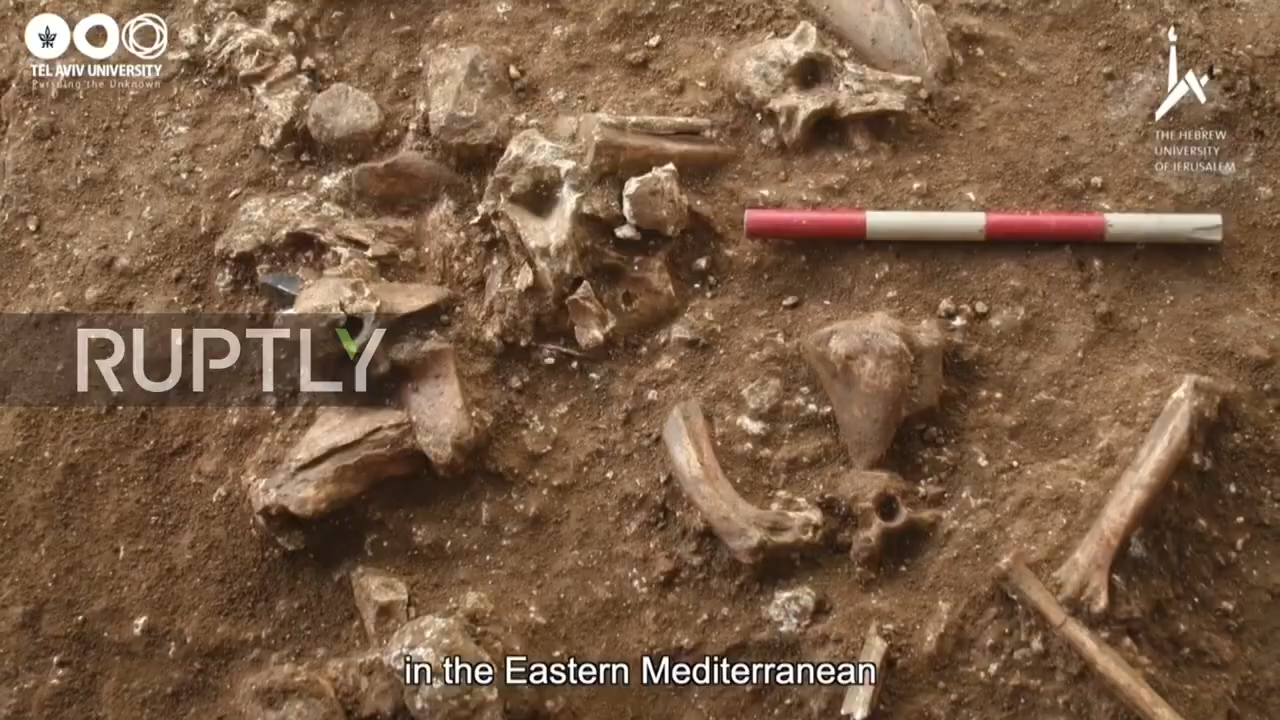 TEL AVIV UNIVERSITY
Pursuing the Unknown
THE HEBREW
UNIVERSITY
OF JERUSALEM
RUPTLY
in the Eastern Mediterranean